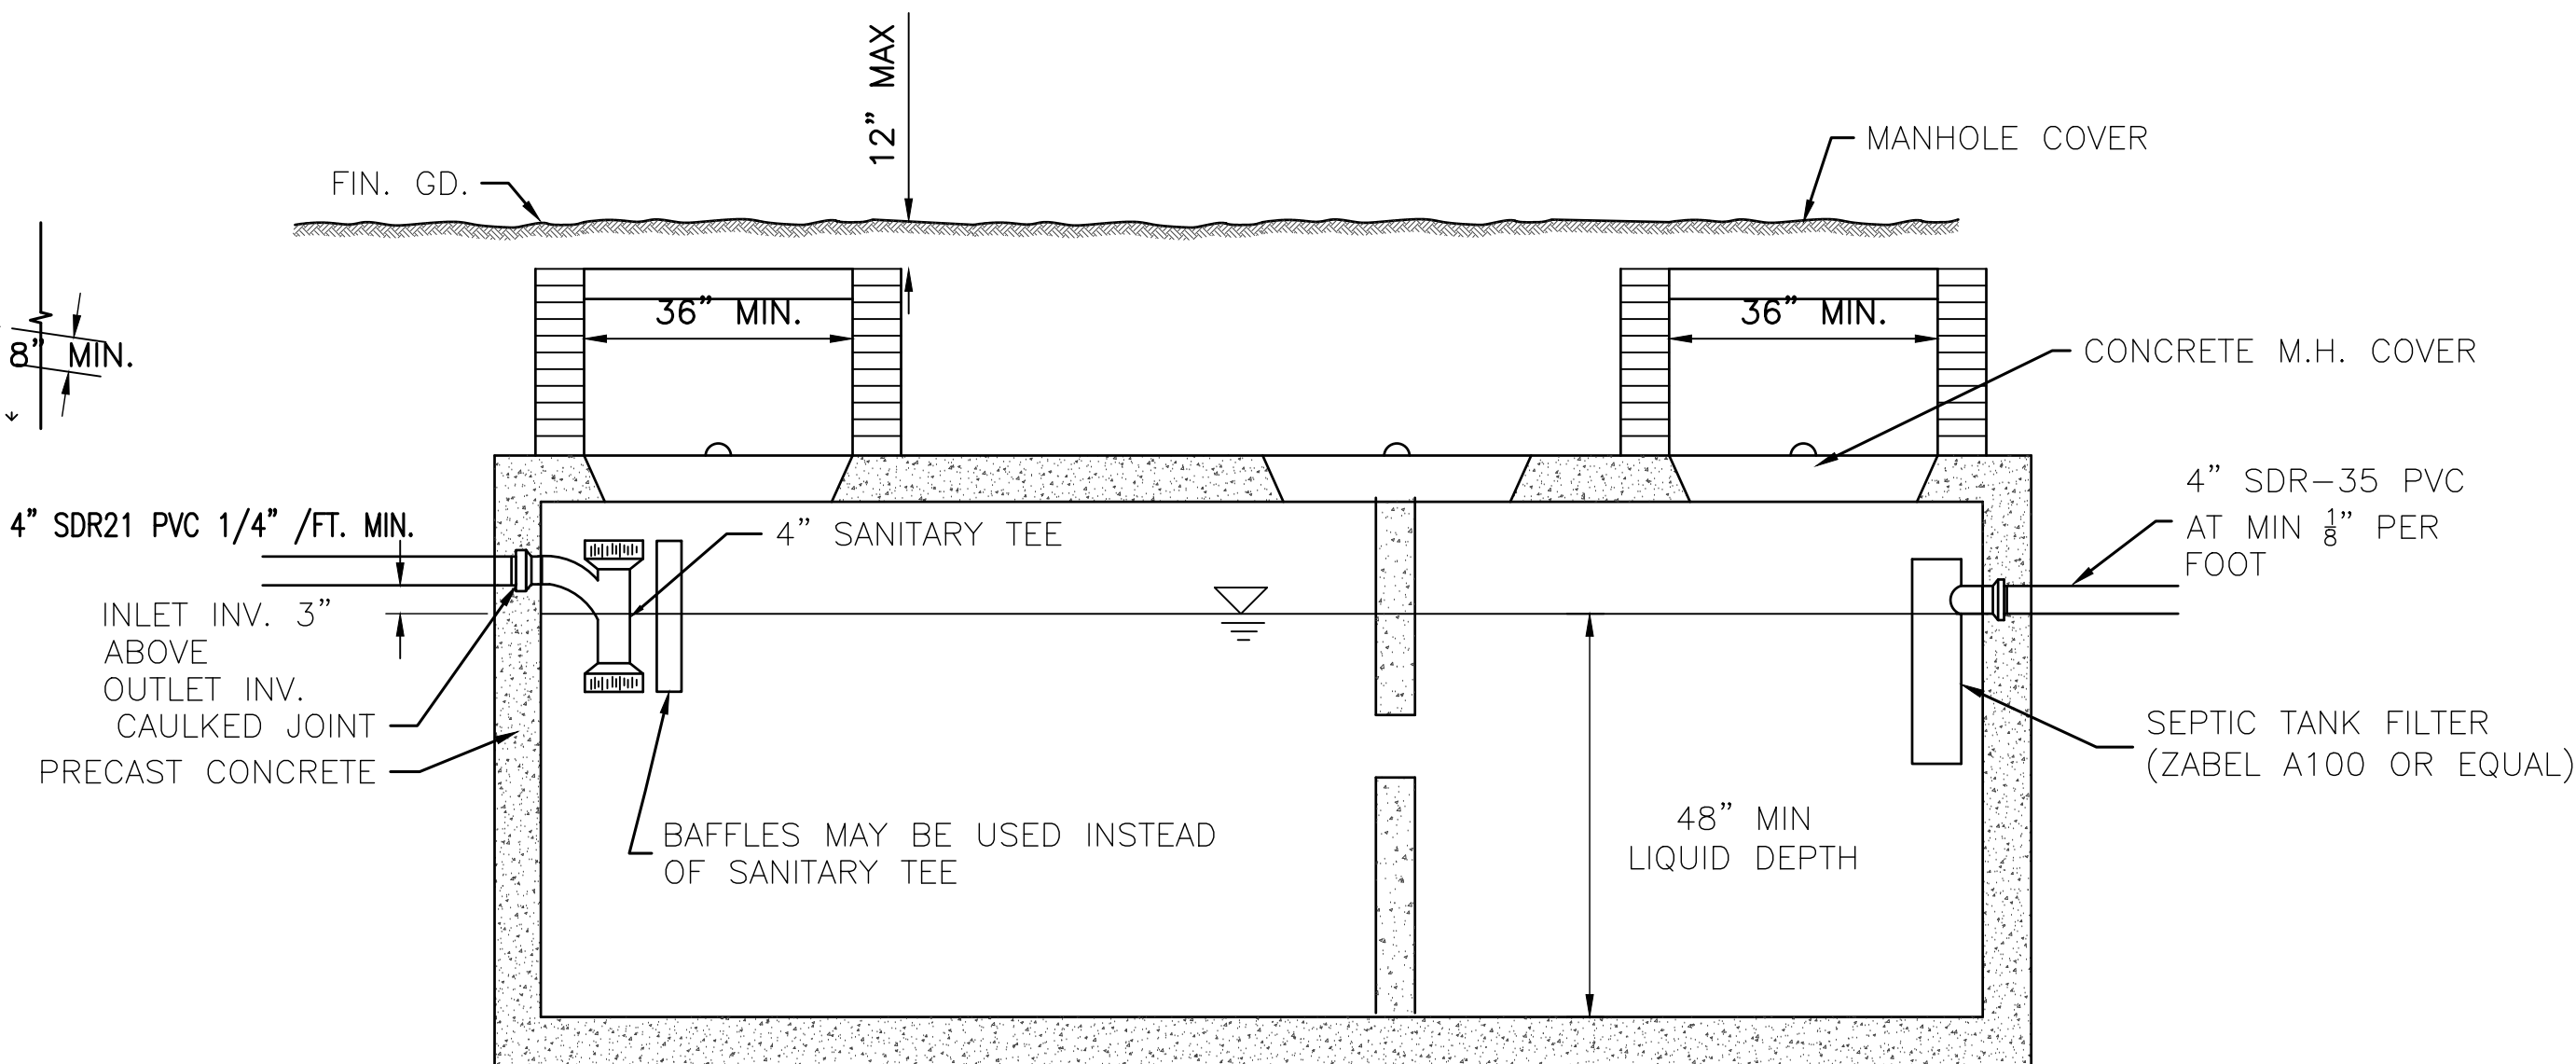 12” MAX
MANHOLE COVER
FIN. GD.
36” MIN.
36” MIN.
8” MIN.
CONCRETE M.H. COVER
4” SDR-35 PVC
AT MIN 1/8” PER
FOOT
4” SDR21 PVC 1/4” /FT. MIN.
4” SANITARY TEE
INLET INV. 3”
ABOVE
OUTLET INV.
CAULKED JOINT
PRECAST CONCRETE
SEPTIC TANK FILTER
(ZABEL A100 OR EQUAL)
BAFFLES MAY BE USED INSTEAD
OF SANITARY TEE
48” MIN
LIQUID DEPTH